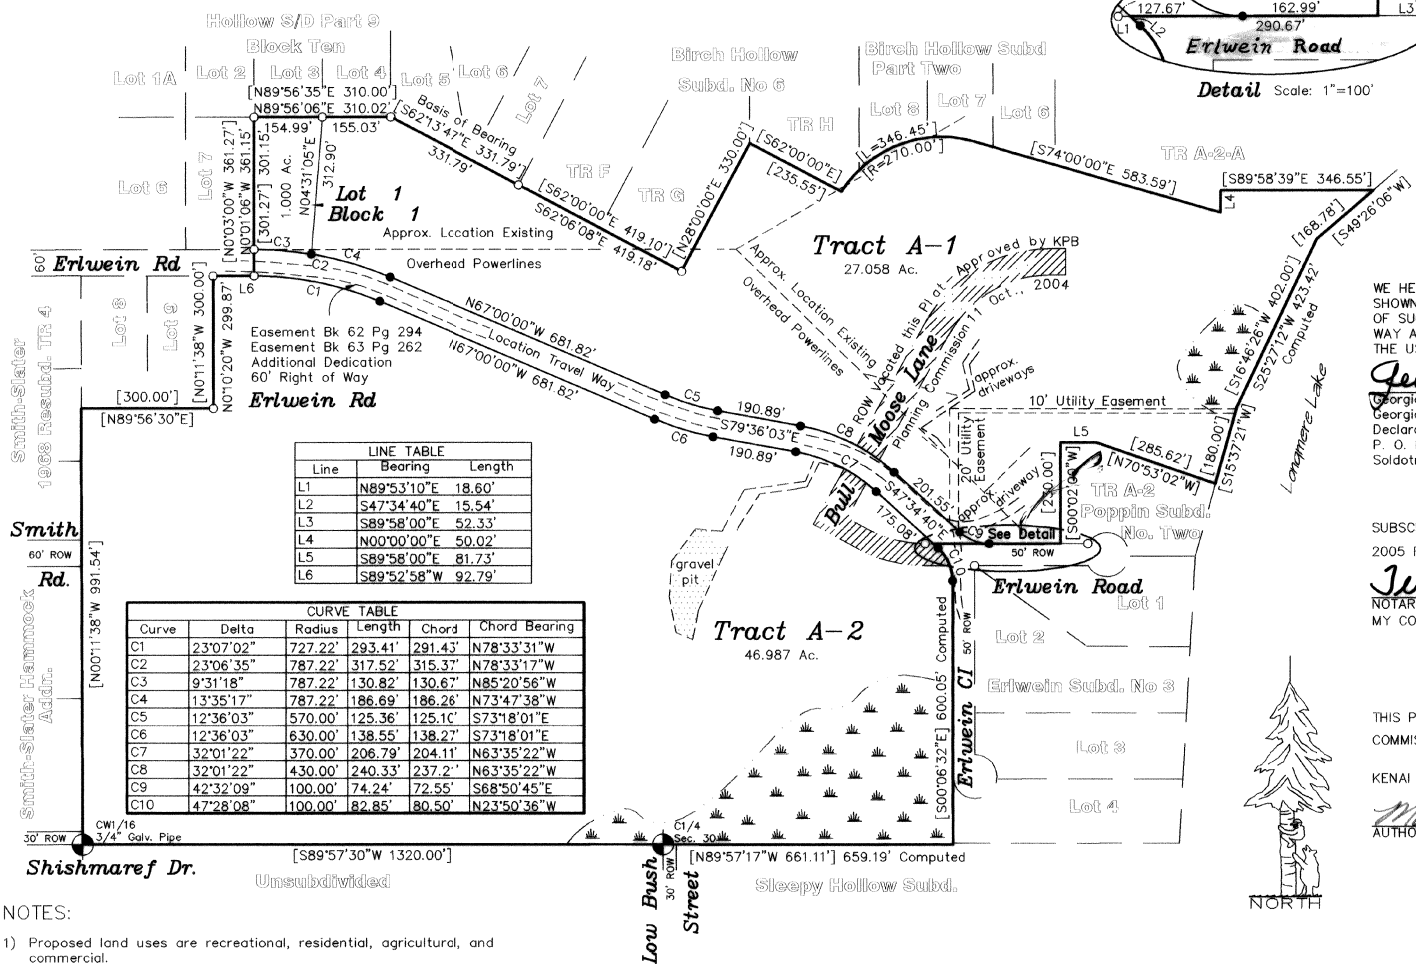 Hollow S/D Part 9
Block Ten
Lot 1A
Lot 2
Lot 3
Lot 4
Lot 5
Lot 6
Lot 7
Birch Hollow
Subd. No 6
Birch Hollow Subd
Part Two
Lot 8
Lot 7
Lot 6
127.67'
162.99'
L3
L1
L2
290.67'
Erlwein Road
Detail Scale: 1"=100'
[N89°56'35"E 310.00']
N89°56'06"E 310.02'
154.99'
155.03'
Basis of Bearing
[S62°13'47"E 331.79']
331.79'
TR F
TR G
TR H
[S62°00'00"E]
[235.55']
[L=346.45']
[R=270.00']
[S74°00'00"E 583.59']
TR A-2-A
[S89°58'39"E 346.55']
L4
[168.78']
[S49°26'06"W]
Lot 6
Lot 7
[N0°03'00"W 361.27']
N0°01'06"W 361.15'
[301.27'] 301.15'
1.000 Ac.
N04°31'05"E
312.90'
Lot 1
Block 1
[S62°00'00"E 419.10']
S62°06'08"E 419.18'
[N28°00'00"E 330.00']
Approx. Location Existing
Overhead Powerlines
C3
C4
C2
C1
L6
60'
Erlwein Rd
Tract A-1
27.058 Ac.
Approx. Location Existing
Overhead Powerlines
ROW Vacated this Plat Approved by KPB
Planning Commission 11 Oct., 2004
Bull Moose Lane
approx.
driveways
[S16°46'26"W 402.00']
S25°27'12"W 423.42'
Computed
Longmere Lake
WE HE
SHOWN
OF SU
WAY A
THE U
Georgi
Georgi
Declar
P. O.
Soldot
Smith-Slater
1968 Resubd. TR 4
Lot 8
Lot 9
[N0°11'38"W 300.00']
N0°10'20"W 299.87'
[300.00']
[N89°56'30"E]
Easement Bk 62 Pg 294
Easement Bk 63 Pg 262
Additional Dedication
60' Right of Way
Erlwein Rd
N67°00'00"W 681.82'
Location Travel Way
N67°00'00"W 681.82'
C5
C6
190.89'
S79°36'03"E
190.89'
C8
C7
S47°34'40"E
201.55'
175.08'
10' Utility Easement
20' Utility
Easement
approx.
driveway
L5
[285.62']
[N70°53'02"W]
[180.00']
[S15°37'21"W]
[250.00']
[S00°02'00"W]
TR A-2
Poppin Subd.
No. Two
C9
See Detail
50' ROW
C10
Erlwein Road
Lot 1
Lot 2
Erlwein Subd. No 3
Lot 3
Lot 4
LINE TABLE
Line Bearing Length
L1 N89°53'10"E 18.60'
L2 S47°34'40"E 15.54'
L3 S89°58'00"E 52.33'
L4 N00°00'00"E 50.02'
L5 S89°58'00"E 81.73'
L6 S89°52'58"W 92.79'
CURVE TABLE
Curve Delta Radius Length Chord Chord Bearing
C1 23°07'02" 727.22' 293.41' 291.43' N78°33'31"W
C2 23°06'35" 787.22' 317.52' 315.37' N78°33'17"W
C3 9°31'18" 787.22' 130.82' 130.67' N85°20'56"W
C4 13°35'17" 787.22' 186.69' 186.26' N73°47'38"W
C5 12°36'03" 570.00' 125.36' 125.10' S73°18'01"E
C6 12°36'03" 630.00' 138.55' 138.27' S73°18'01"E
C7 32°01'22" 370.00' 206.79' 204.11' N63°35'22"W
C8 32°01'22" 430.00' 240.33' 237.2 N63°35'22"W
C9 42°32'09" 100.00' 74.24' 72.55' S68°50'45"E
C10 47°28'08" 100.00' 82.85' 80.50' N23°50'36"W
gravel
pit
Tract A-2
46.987 Ac.
Smith
60' ROW
Rd.
[N00°11'38"W 991.54']
Smith-Slater Hammock
Addn.
[S00°06'32"E] 600.05' Computed
Erlwein Cl
50' ROW
SUBSC
2005 F
NOTAR
MY CO
THIS P
COMMIS
KENAI
AUTHO
NORTH
30' ROW
CW1/16
3/4" Galv. Pipe
C1/4
Sec. 30
Shishmaref Dr.
[S89°57'30"W 1320.00']
[N89°57'17"W 661.11'] 659.19' Computed
Unsubdivided
Low Bush
30' ROW
Street
Sleepy Hollow Subd.
NOTES:
1) Proposed land uses are recreational, residential, agricultural, and
commercial.